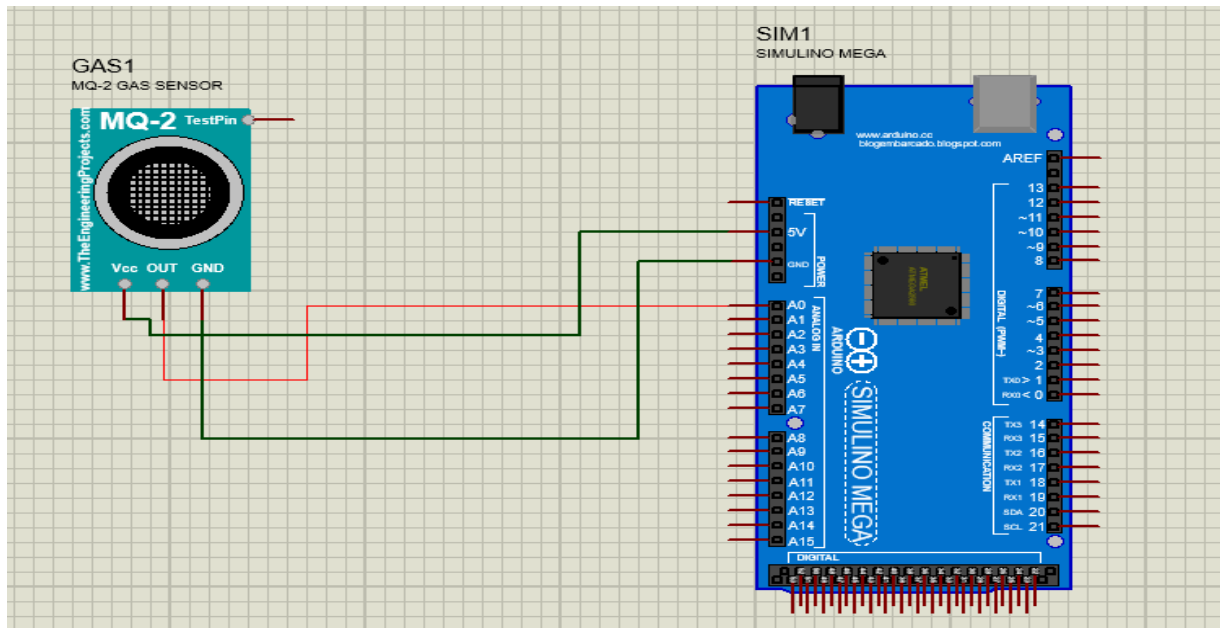 GAS1
MQ-2 GAS SENSOR
MQ-2 TestPin
www.TheEngineeringProjects.com
Vcc OUT GND
SIM1
SIMULINO MEGA
www.arduino.cc
blogembarcado.blogspot.com
AREF
RESET
5V
GND
POWER
A0
A1
A2
A3
A4
A5
A6
A7
ANALOG IN
A8
A9
A10
A11
A12
A13
A14
A15
ATMEL
ARDUINO
SIMULINO MEGA
13
12
~11
~10
~9
8
7
~6
~5
4
~3
2
TX0> 1
RX0< 0
DIGITAL (PWM~)
TX3 14
RX3 15
TX2 16
RX2 17
TX1 18
RX1 19
SDA 20
SCL 21
COMMUNICATION
DIGITAL